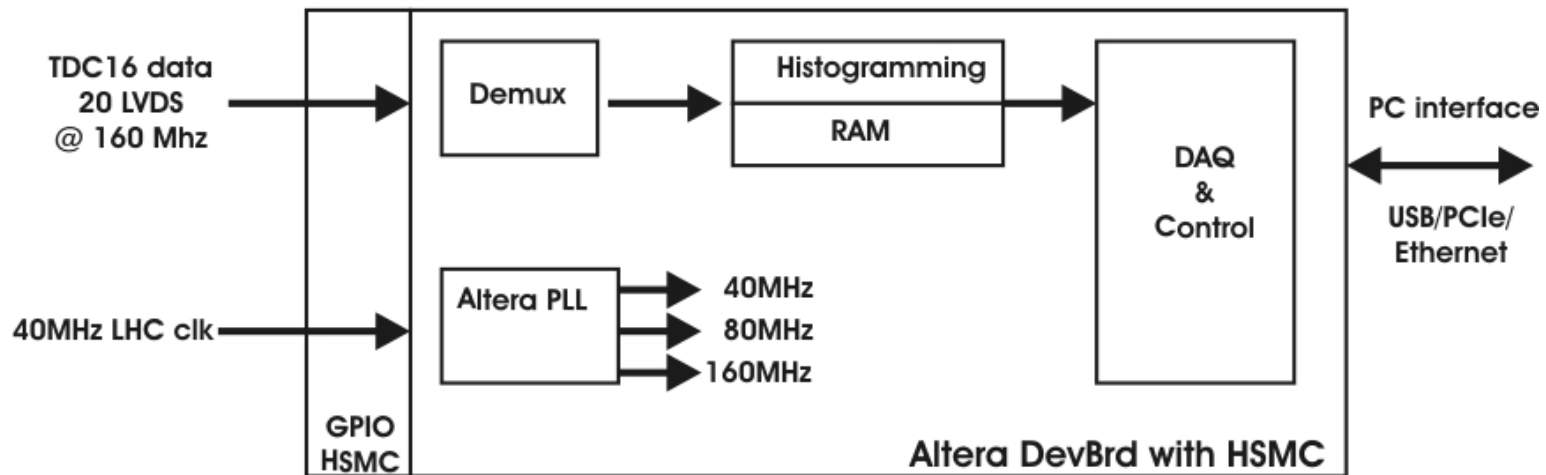 TDC16 data
20 LVDS
@ 160 Mhz
Demux
Histogramming
RAM
DAQ
&
Control
PC interface
USB/PCIe/
Ethernet
40MHz LHC clk
Altera PLL
40MHz
80MHz
160MHz
GPIO
HSMC
Altera DevBrd with HSMC